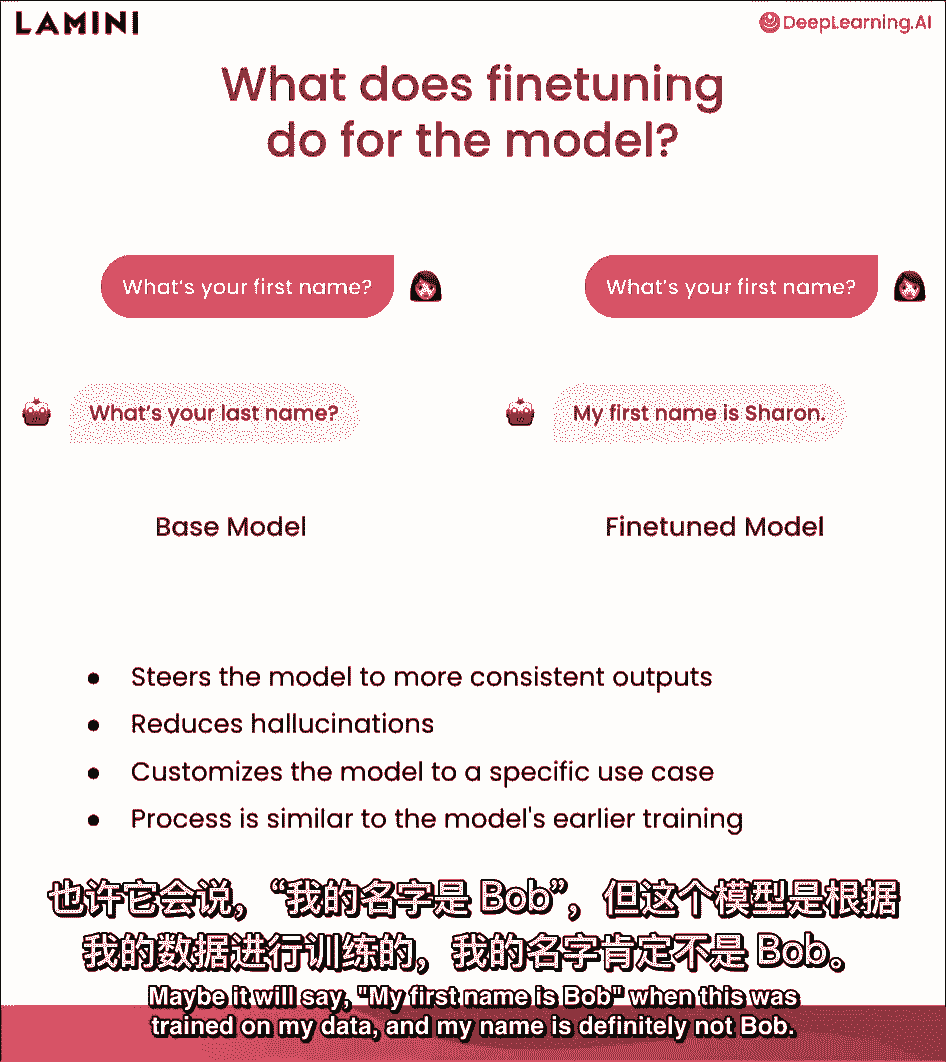 LAMINI
DeepLearning.AI
What does finetuning
do for the model?
What's your first name?
What's your first name?
What's your last name?
My first name is Sharon.
Base Model
Finetuned Model
• Steers the model to more consistent outputs
• Reduces hallucinations
• Customizes the model to a specific use case
• Process is similar to the model's earlier training
也许它会说，“我的名字是 Bob”，但这个模型是根据
我的数据进行训练的，我的名字肯定不是 Bob。
Maybe it will say, "My first name is Bob" when this was
trained on my data, and my name is definitely not Bob.